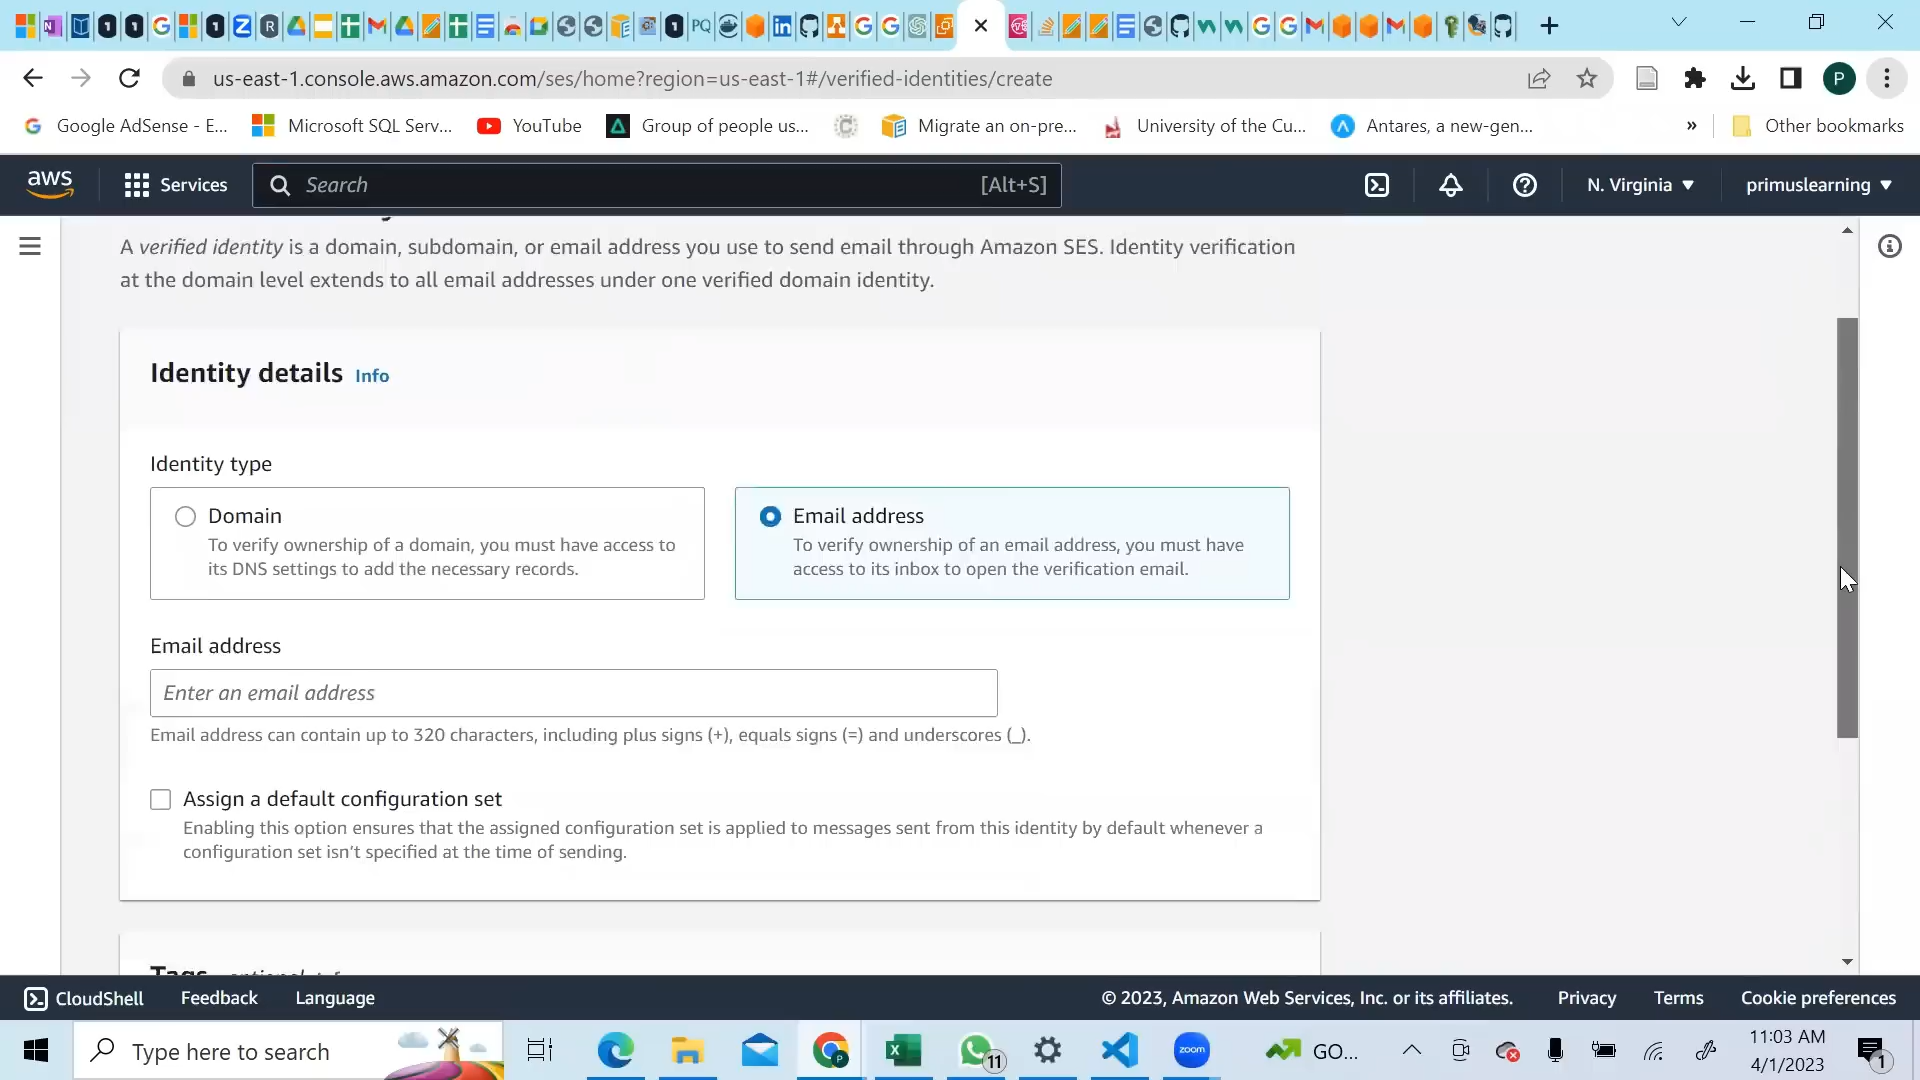 us-east-1.console.aws.amazon.com/ses/home?region=us-east-1#/verified-identities/create
P
Google AdSense - E...
Microsoft SQL Serv...
YouTube
Group of people us...
Migrate an on-pre...
University of the Cu...
Antares, a new-gen...
»
Other bookmarks
aws
Services
Search
[Alt+S]
N. Virginia
primuslearning
A verified identity is a domain, subdomain, or email address you use to send email through Amazon SES. Identity verification
at the domain level extends to all email addresses under one verified domain identity.
Identity details Info
Identity type
Domain
To verify ownership of a domain, you must have access to
its DNS settings to add the necessary records.
Email address
To verify ownership of an email address, you must have
access to its inbox to open the verification email.
Email address
Enter an email address
Email address can contain up to 320 characters, including plus signs (+), equals signs (=) and underscores (_).
Assign a default configuration set
Enabling this option ensures that the assigned configuration set is applied to messages sent from this identity by default whenever a
configuration set isn't specified at the time of sending.
Tags
CloudShell
Feedback
Language
© 2023, Amazon Web Services, Inc. or its affiliates.
Privacy
Terms
Cookie preferences
Type here to search
11
zoom
GO...
11:03 AM
4/1/2023
1